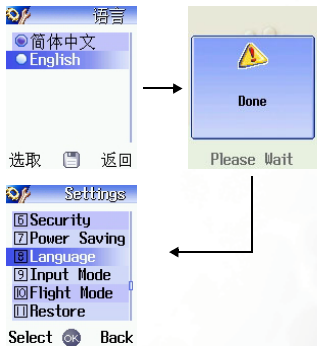 语言
简体中文
English
选取 返回
Done
Please Wait
Settings
6 Security
7 Power Saving
8 Language
9 Input Mode
10 Flight Mode
11 Restore
Select OK Back